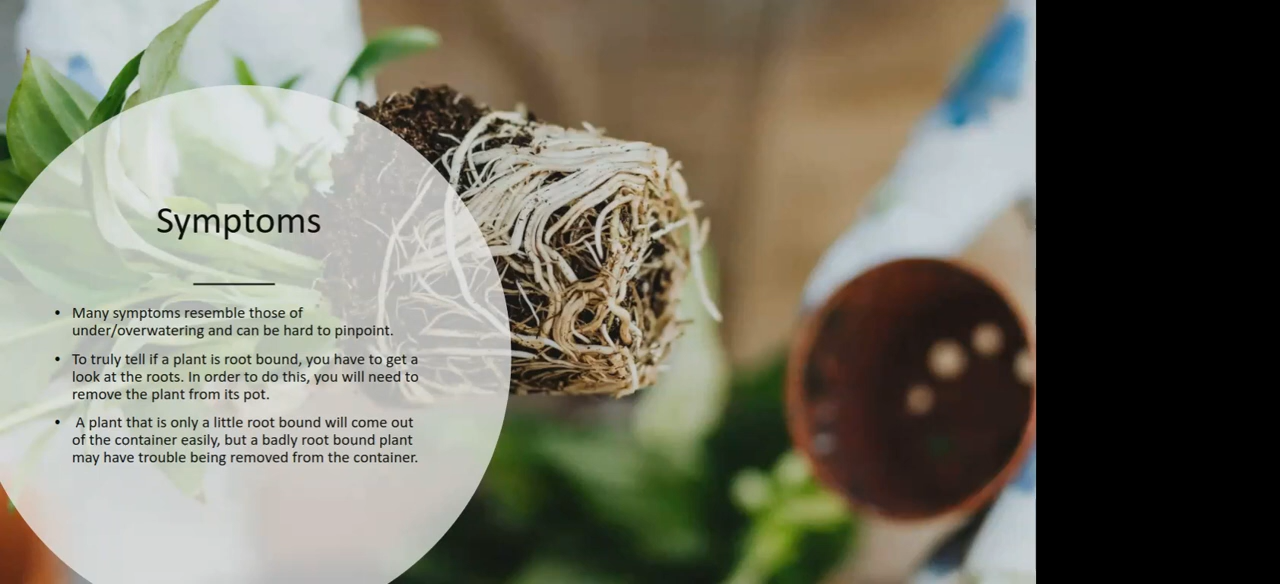 Symptoms
• Many symptoms resemble those of
under/overwatering and can be hard to pinpoint.
• To truly tell if a plant is root bound, you have to get a
look at the roots. In order to do this, you will need to
remove the plant from its pot.
• A plant that is only a little root bound will come out
of the container easily, but a badly root bound plant
may have trouble being removed from the container.